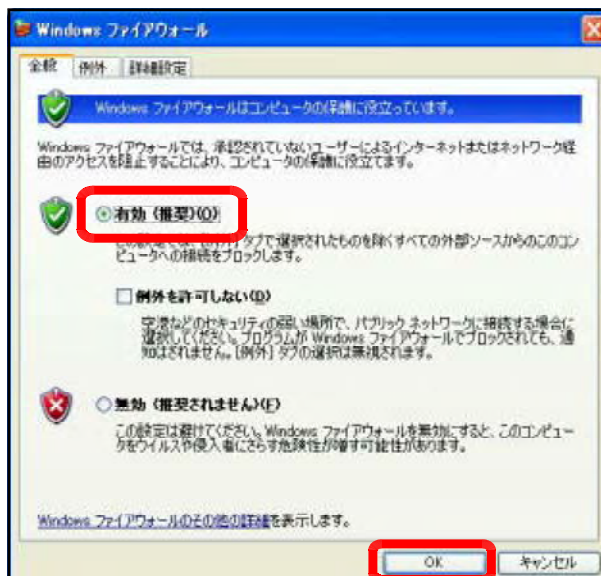 Windows ファイアウォール
全般 例外 詳細設定
Windows ファイアウォールはコンピュータの保護に役立っています。
Windows ファイアウォールでは、承認されていないユーザーによるインターネットまたはネットワーク経
由のアクセスを阻止することにより、コンピュータの保護に役立てます。
有効 (推奨)(O)
この設定では、[例外] タブで選択されたものを除くすべての外部ソースからのこのコン
ピュータへの接続をブロックします。
例外を許可しない(D)
空港などのセキュリティの弱い場所で、パブリック ネットワークに接続する場合に
選択してください。プログラムが Windows ファイアウォールでブロックされても、通
知はされません。[例外] タブの選択は無視されます。
無効 (推奨されません)(F)
この設定は避けてください。Windows ファイアウォールを無効にすると、このコンピュー
タをウイルスや侵入者にさらす危険性が増す可能性があります。
Windows ファイアウォールのその他の詳細を表示します。
OK キャンセル